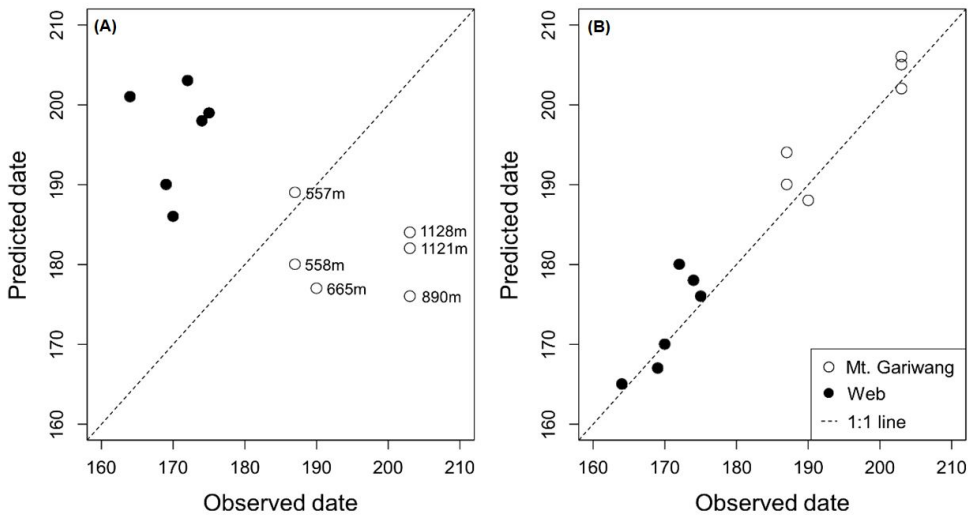 (A)
210
200
190
180
170
160
Predicted date
557m
1128m
1121m
558m
665m
890m
160 170 180 190 200 210
Observed date
(B)
210
200
190
180
170
160
Predicted date
Mt. Gariwang
Web
1:1 line
160 170 180 190 200 210
Observed date